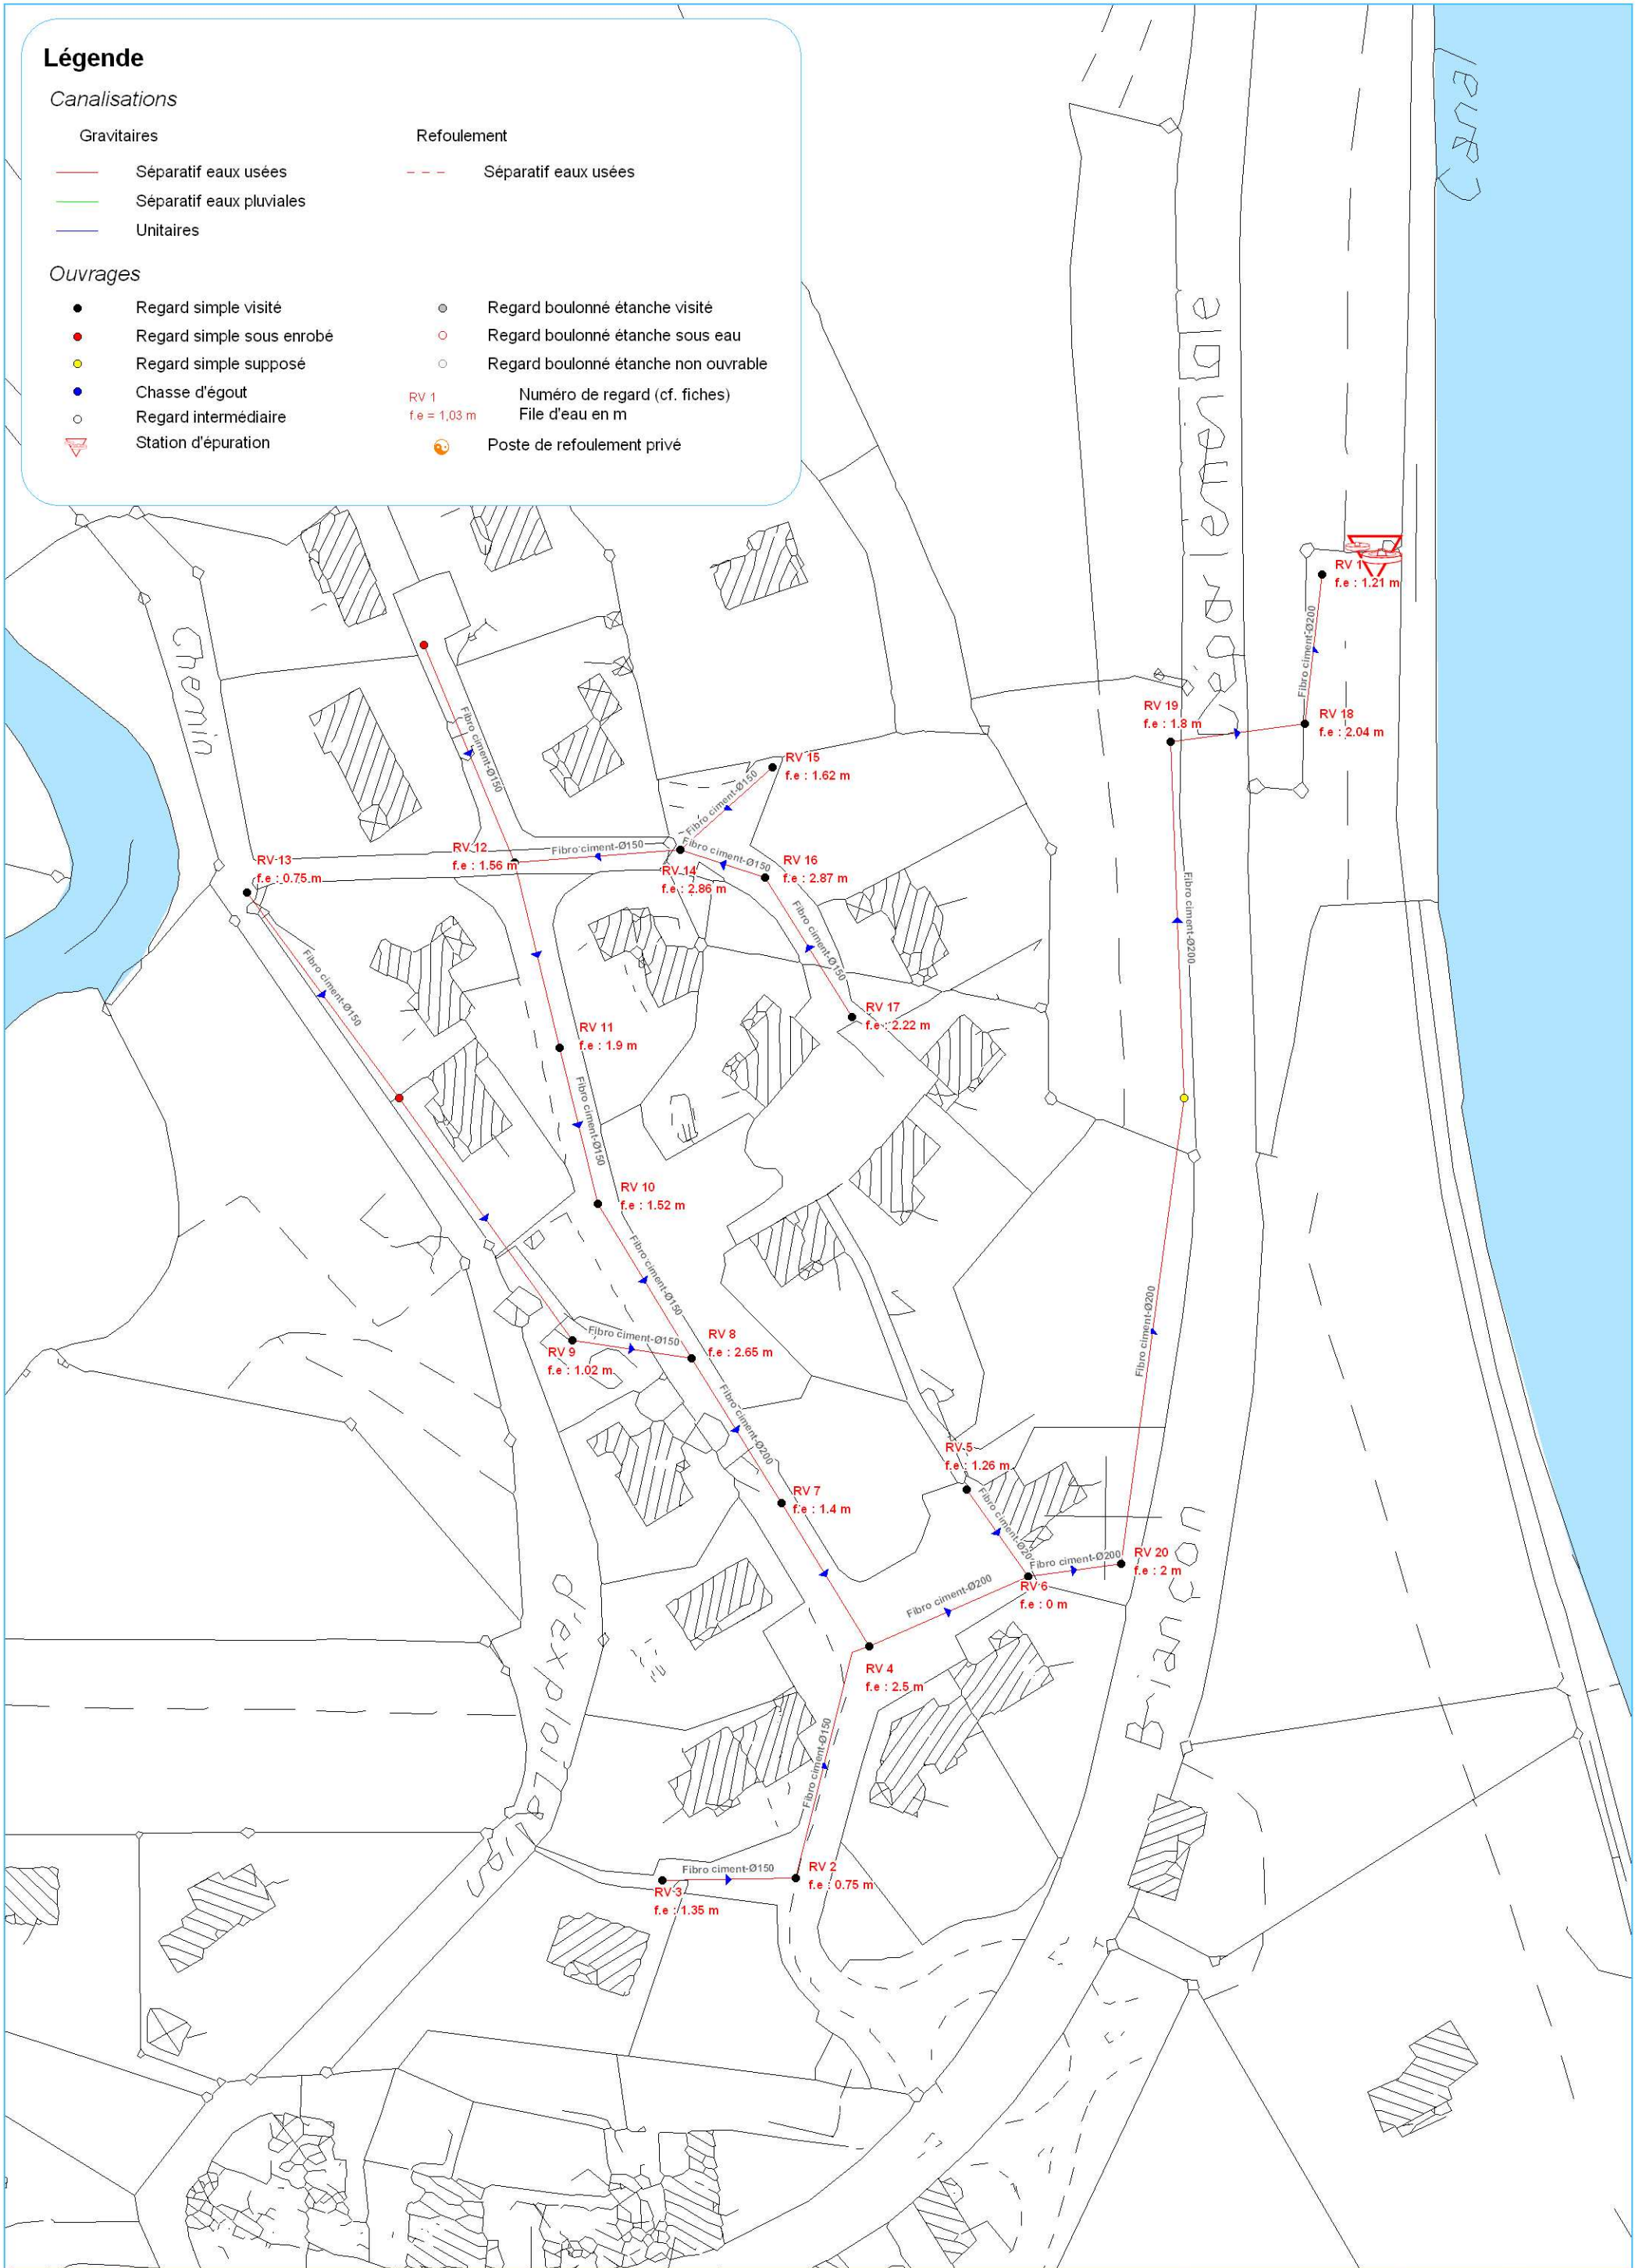 Légende
Canalisations
Gravitaires
Refoulement
Séparatif eaux usées
Séparatif eaux usées
Séparatif eaux pluviales
Unitaires
Ouvrages
Regard simple visité
Regard boulonné étanche visité
Regard simple sous enrobé
Regard boulonné étanche sous eau
Regard simple supposé
Regard boulonné étanche non ouvrable
Chasse d'égout
RV 1
Numéro de regard (cf. fiches)
f.e = 1,03 m
File d'eau en m
Regard intermédiaire
Station d'épuration
Poste de refoulement privé
Canal
Départementale
Chemin
RV 1
f.e : 1.21 m
Fibro ciment-Ø200
RV 19
f.e : 1.8 m
RV 18
f.e : 2.04 m
Fibro ciment-Ø150
RV 15
f.e : 1.62 m
Fibro ciment-Ø150
RV 12
f.e : 1.56 m
Fibro ciment-Ø150
Fibro ciment-Ø150
RV 13
f.e : 0.75 m
RV 14
f.e : 2.86 m
RV 16
f.e : 2.87 m
Fibro ciment-Ø200
Fibro ciment-Ø150
Fibro ciment-Ø150
RV 17
f.e : 2.22 m
RV 11
f.e : 1.9 m
Fibro ciment-Ø150
RV 10
f.e : 1.52 m
Fibro ciment-Ø150
Fibro ciment-Ø200
Fibro ciment-Ø150
RV 8
f.e : 2.65 m
RV 9
f.e : 1.02 m
Fibro ciment-Ø200
RV 5
f.e : 1.26 m
RV 7
f.e : 1.4 m
Fibro ciment-Ø20
Fibro ciment-Ø200
RV 20
f.e : 2 m
RV 6
f.e : 0 m
Fibro ciment-Ø200
Briançon
RV 4
f.e : 2.5 m
Fibro ciment-Ø150
RV 2
f.e : 0.75 m
Fibro ciment-Ø150
RV 3
f.e : 1.35 m